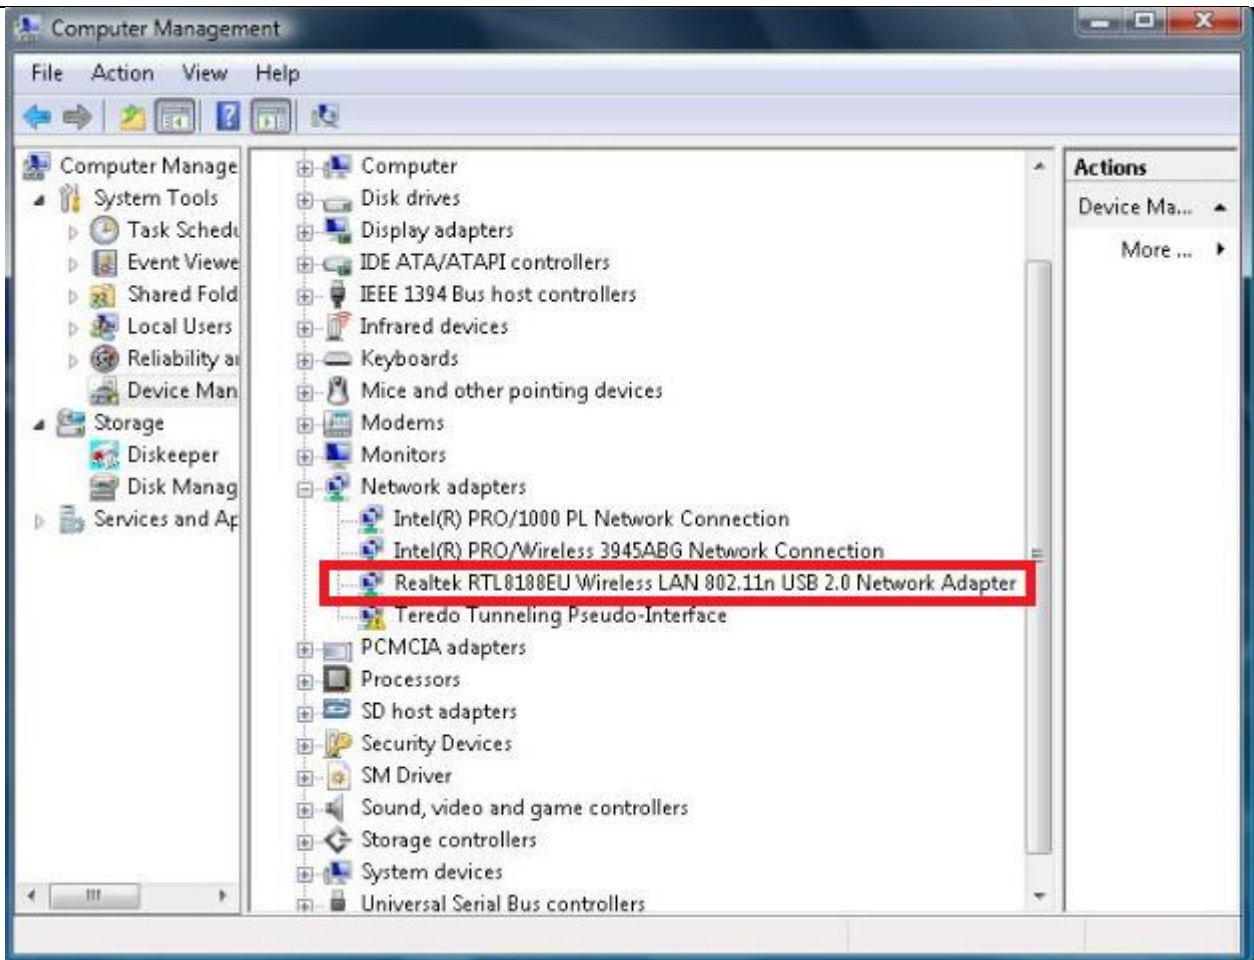 Computer Management
File Action View Help
Computer Manage
System Tools
Task Schedu
Event Viewe
Shared Fold
Local Users
Reliability a
Device Man
Storage
Diskeeper
Disk Manag
Services and Ap
Computer
Disk drives
Display adapters
IDE ATA/ATAPI controllers
IEEE 1394 Bus host controllers
Infrared devices
Keyboards
Mice and other pointing devices
Modems
Monitors
Network adapters
Intel(R) PRO/1000 PL Network Connection
Intel(R) PRO/Wireless 3945ABG Network Connection
Realtek RTL8188EU Wireless LAN 802.11n USB 2.0 Network Adapter
Teredo Tunneling Pseudo-Interface
PCMCIA adapters
Processors
SD host adapters
Security Devices
SM Driver
Sound, video and game controllers
Storage controllers
System devices
Universal Serial Bus controllers
Actions
Device Ma...
More ...